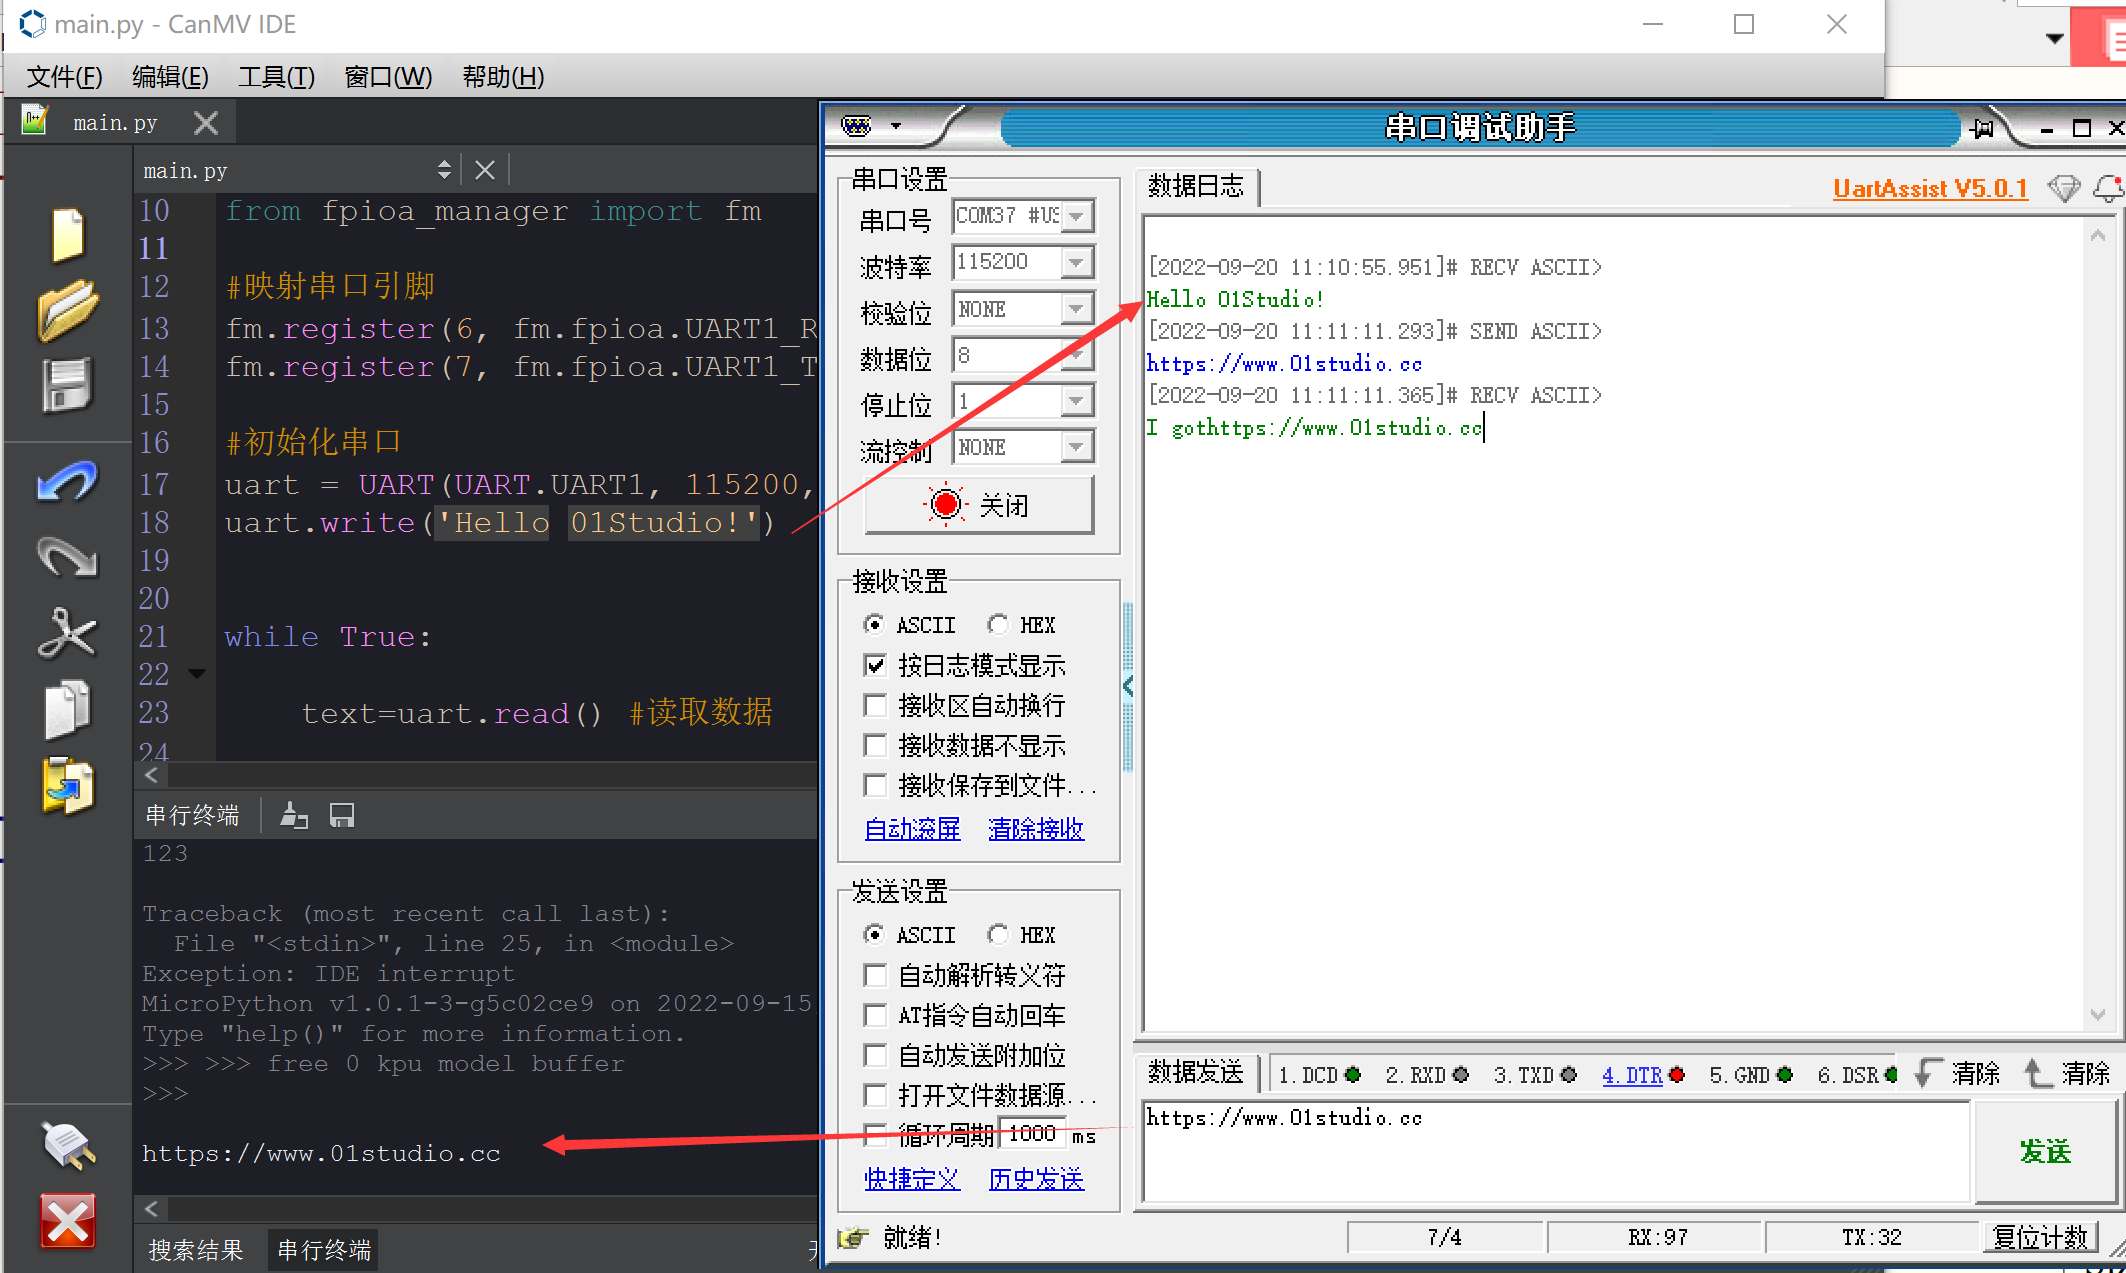 main.py - CanMV IDE
文件(F) 编辑(E) 工具(T) 窗口(W) 帮助(H)
main.py
main.py
10 from fpioa_manager import fm
11
12 #映射串口引脚
13 fm.register(6, fm.fpioa.UART1_R
14 fm.register(7, fm.fpioa.UART1_T
15
16 #初始化串口
17 uart = UART(UART.UART1, 115200,
18 uart.write('Hello 01Studio!')
19
20
21 while True:
22
23 text=uart.read() #读取数据
24
串行终端
123
Traceback (most recent call last):
File "<stdin>", line 25, in <module>
Exception: IDE interrupt
MicroPython v1.0.1-3-g5c02ce9 on 2022-09-15
Type "help()" for more information.
>>> >>> free 0 kpu model buffer
>>>
https://www.01studio.cc
搜索结果 串行终端
串口调试助手
串口设置
串口号 COM37 #US
波特率 115200
校验位 NONE
数据位 8
停止位 1
流控制 NONE
关闭
接收设置
ASCII HEX
按日志模式显示
接收区自动换行
接收数据不显示
接收保存到文件...
自动滚屏 清除接收
发送设置
ASCII HEX
自动解析转义符
AT指令自动回车
自动发送附加位
打开文件数据源...
循环周期 1000 ms
快捷定义 历史发送
数据日志
UartAssist V5.0.1
[2022-09-20 11:10:55.951]# RECV ASCII>
Hello 01Studio!
[2022-09-20 11:11:11.293]# SEND ASCII>
https://www.01studio.cc
[2022-09-20 11:11:11.365]# RECV ASCII>
I gothttps://www.01studio.cc
数据发送 1.DCD 2.RXD 3.TXD 4.DTR 5.GND 6.DSR 清除 清除
https://www.01studio.cc
发送
就绪! 7/4 RX:97 TX:32 复位计数